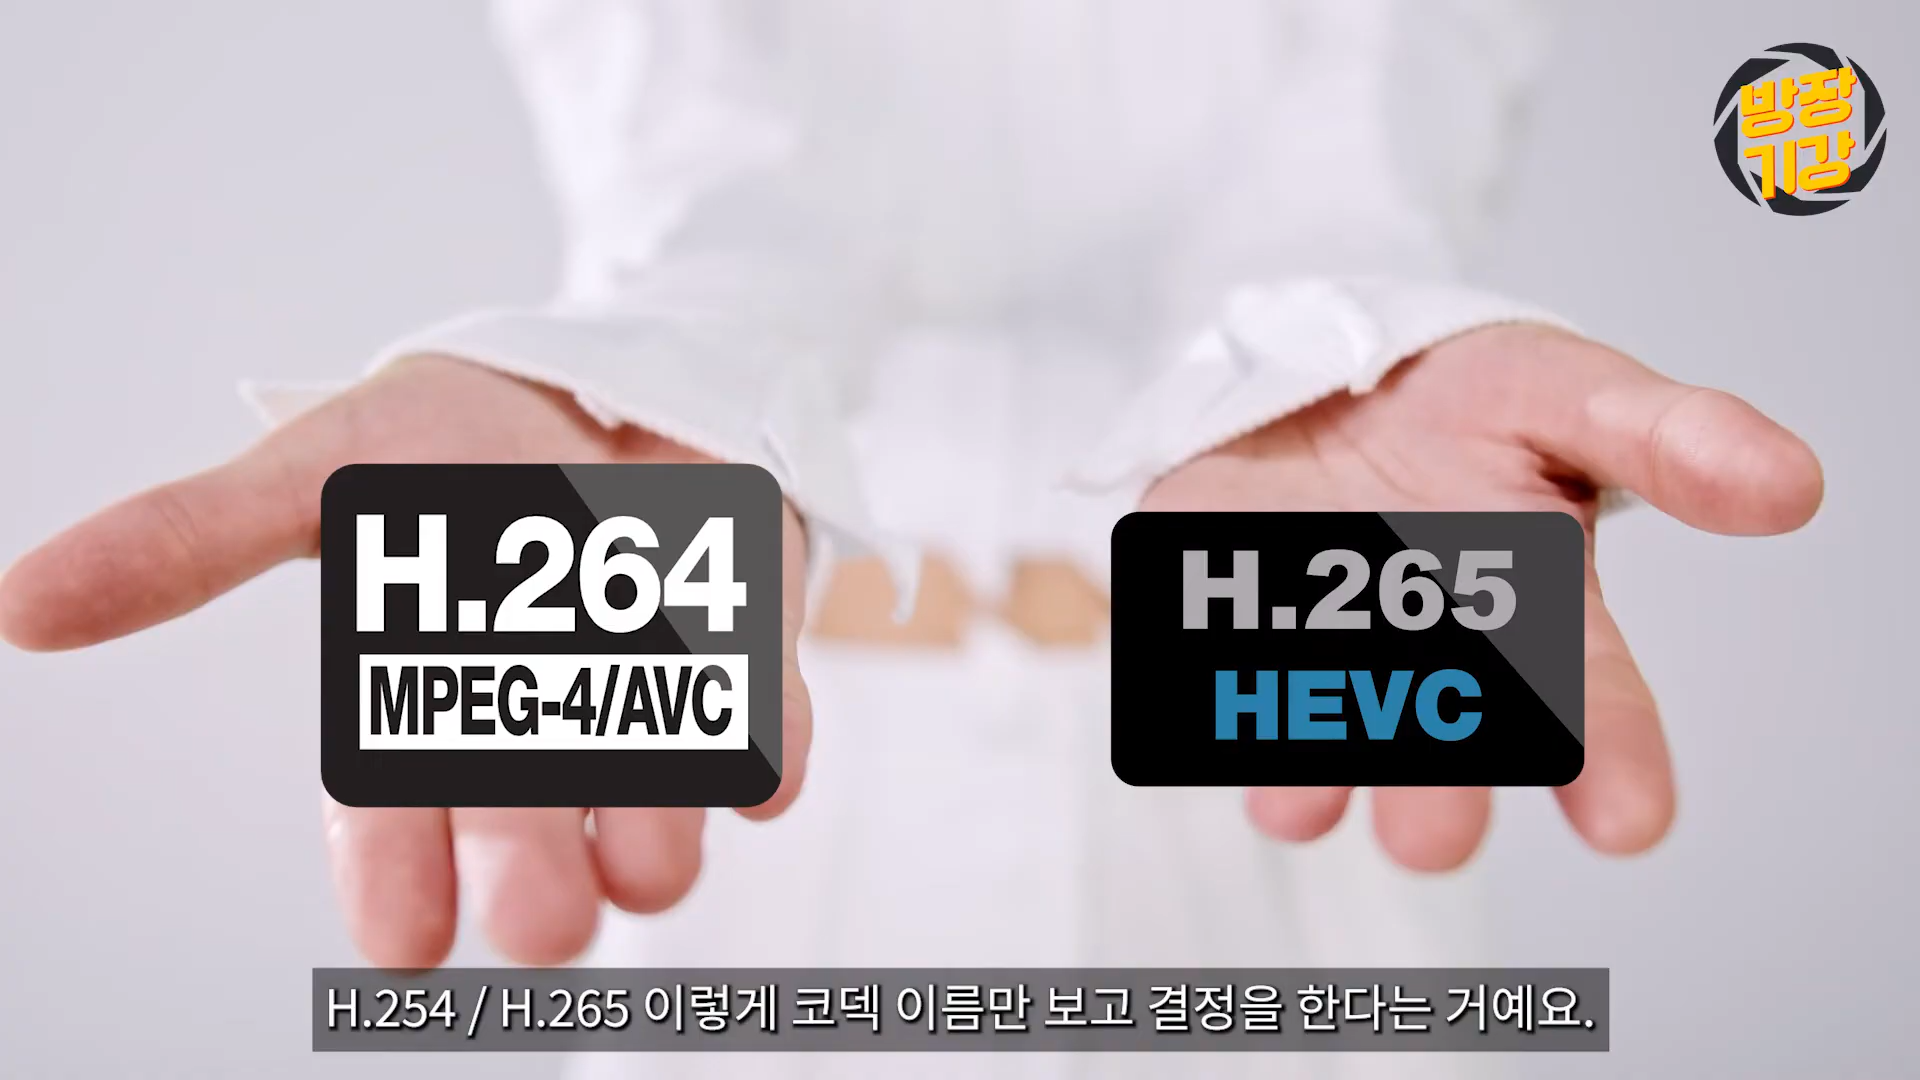 방장
기강
H.264
MPEG-4/AVC
H.265
HEVC
H.254 / H.265 이렇게 코덱 이름만 보고 결정을 한다는 거예요.